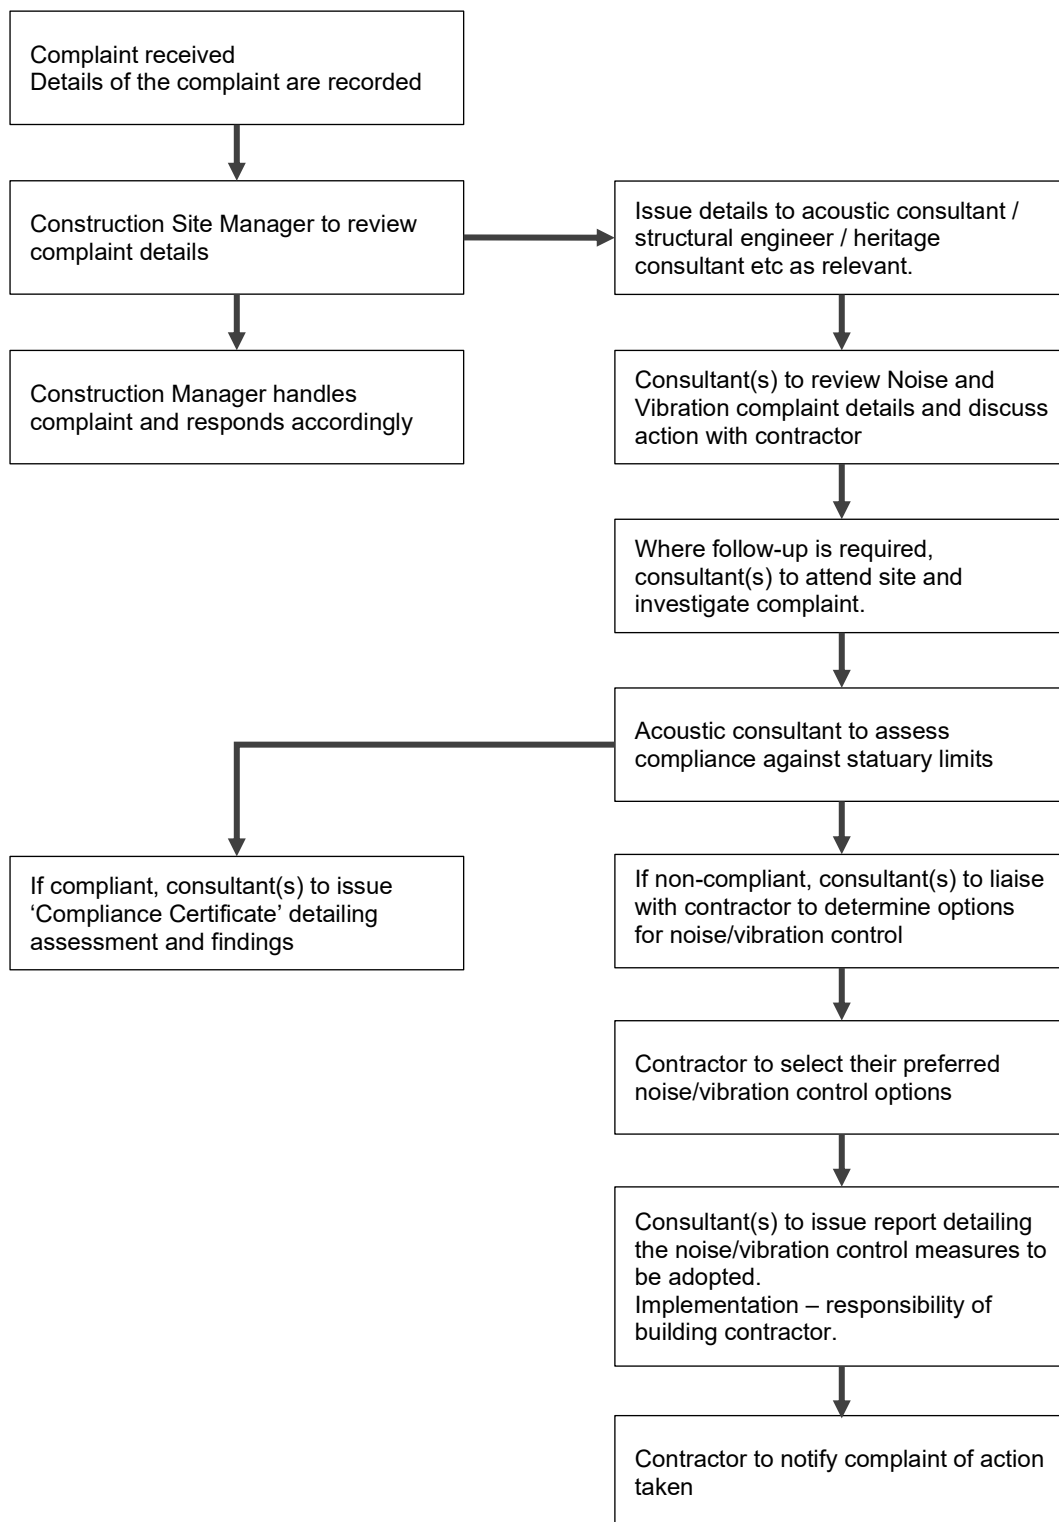 Complaint received
Details of the complaint are recorded
Construction Site Manager to review
complaint details
Issue details to acoustic consultant /
structural engineer / heritage
consultant etc as relevant.
Construction Manager handles
complaint and responds accordingly
Consultant(s) to review Noise and
Vibration complaint details and discuss
action with contractor
Where follow-up is required,
consultant(s) to attend site and
investigate complaint.
Acoustic consultant to assess
compliance against statuary limits
If compliant, consultant(s) to issue
‘Compliance Certificate’ detailing
assessment and findings
If non-compliant, consultant(s) to liaise
with contractor to determine options
for noise/vibration control
Contractor to select their preferred
noise/vibration control options
Consultant(s) to issue report detailing
the noise/vibration control measures to
be adopted.
Implementation – responsibility of
building contractor.
Contractor to notify complaint of action
taken